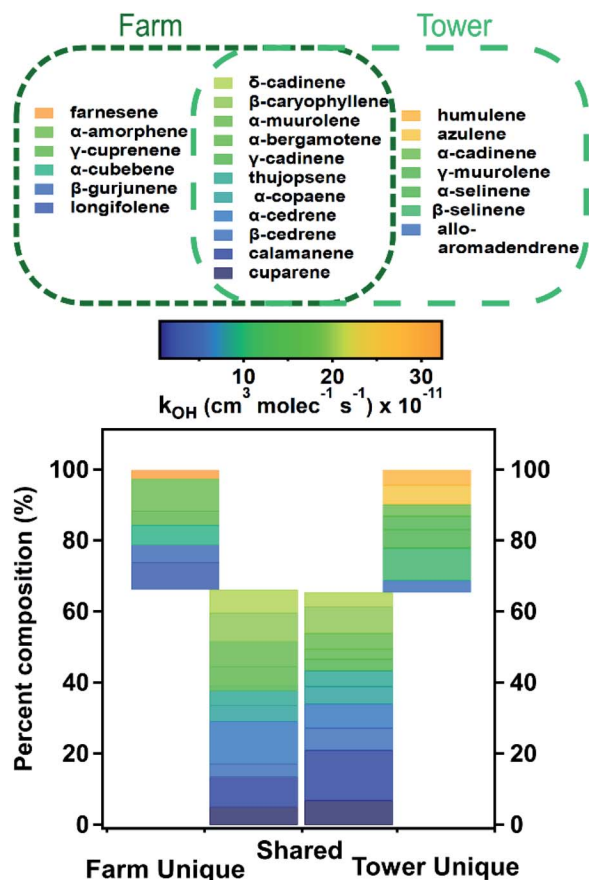 Farm
Tower
farnesene
α-amorphene
γ-cuprenene
α-cubebene
β-gurjunene
longifolene
δ-cadinene
β-caryophyllene
α-muurolene
α-bergamotene
γ-cadinene
thujopsene
α-copaene
α-cedrene
β-cedrene
calamanene
cuparene
humulene
azulene
α-cadinene
γ-muurolene
α-selinene
β-selinene
allo-
aromadendrene
10 20 30
k_OH (cm³ molec⁻¹ s⁻¹) x 10⁻¹¹
Percent composition (%)
100
80
60
40
20
0
100
80
60
40
20
0
Farm Unique
Shared
Tower Unique